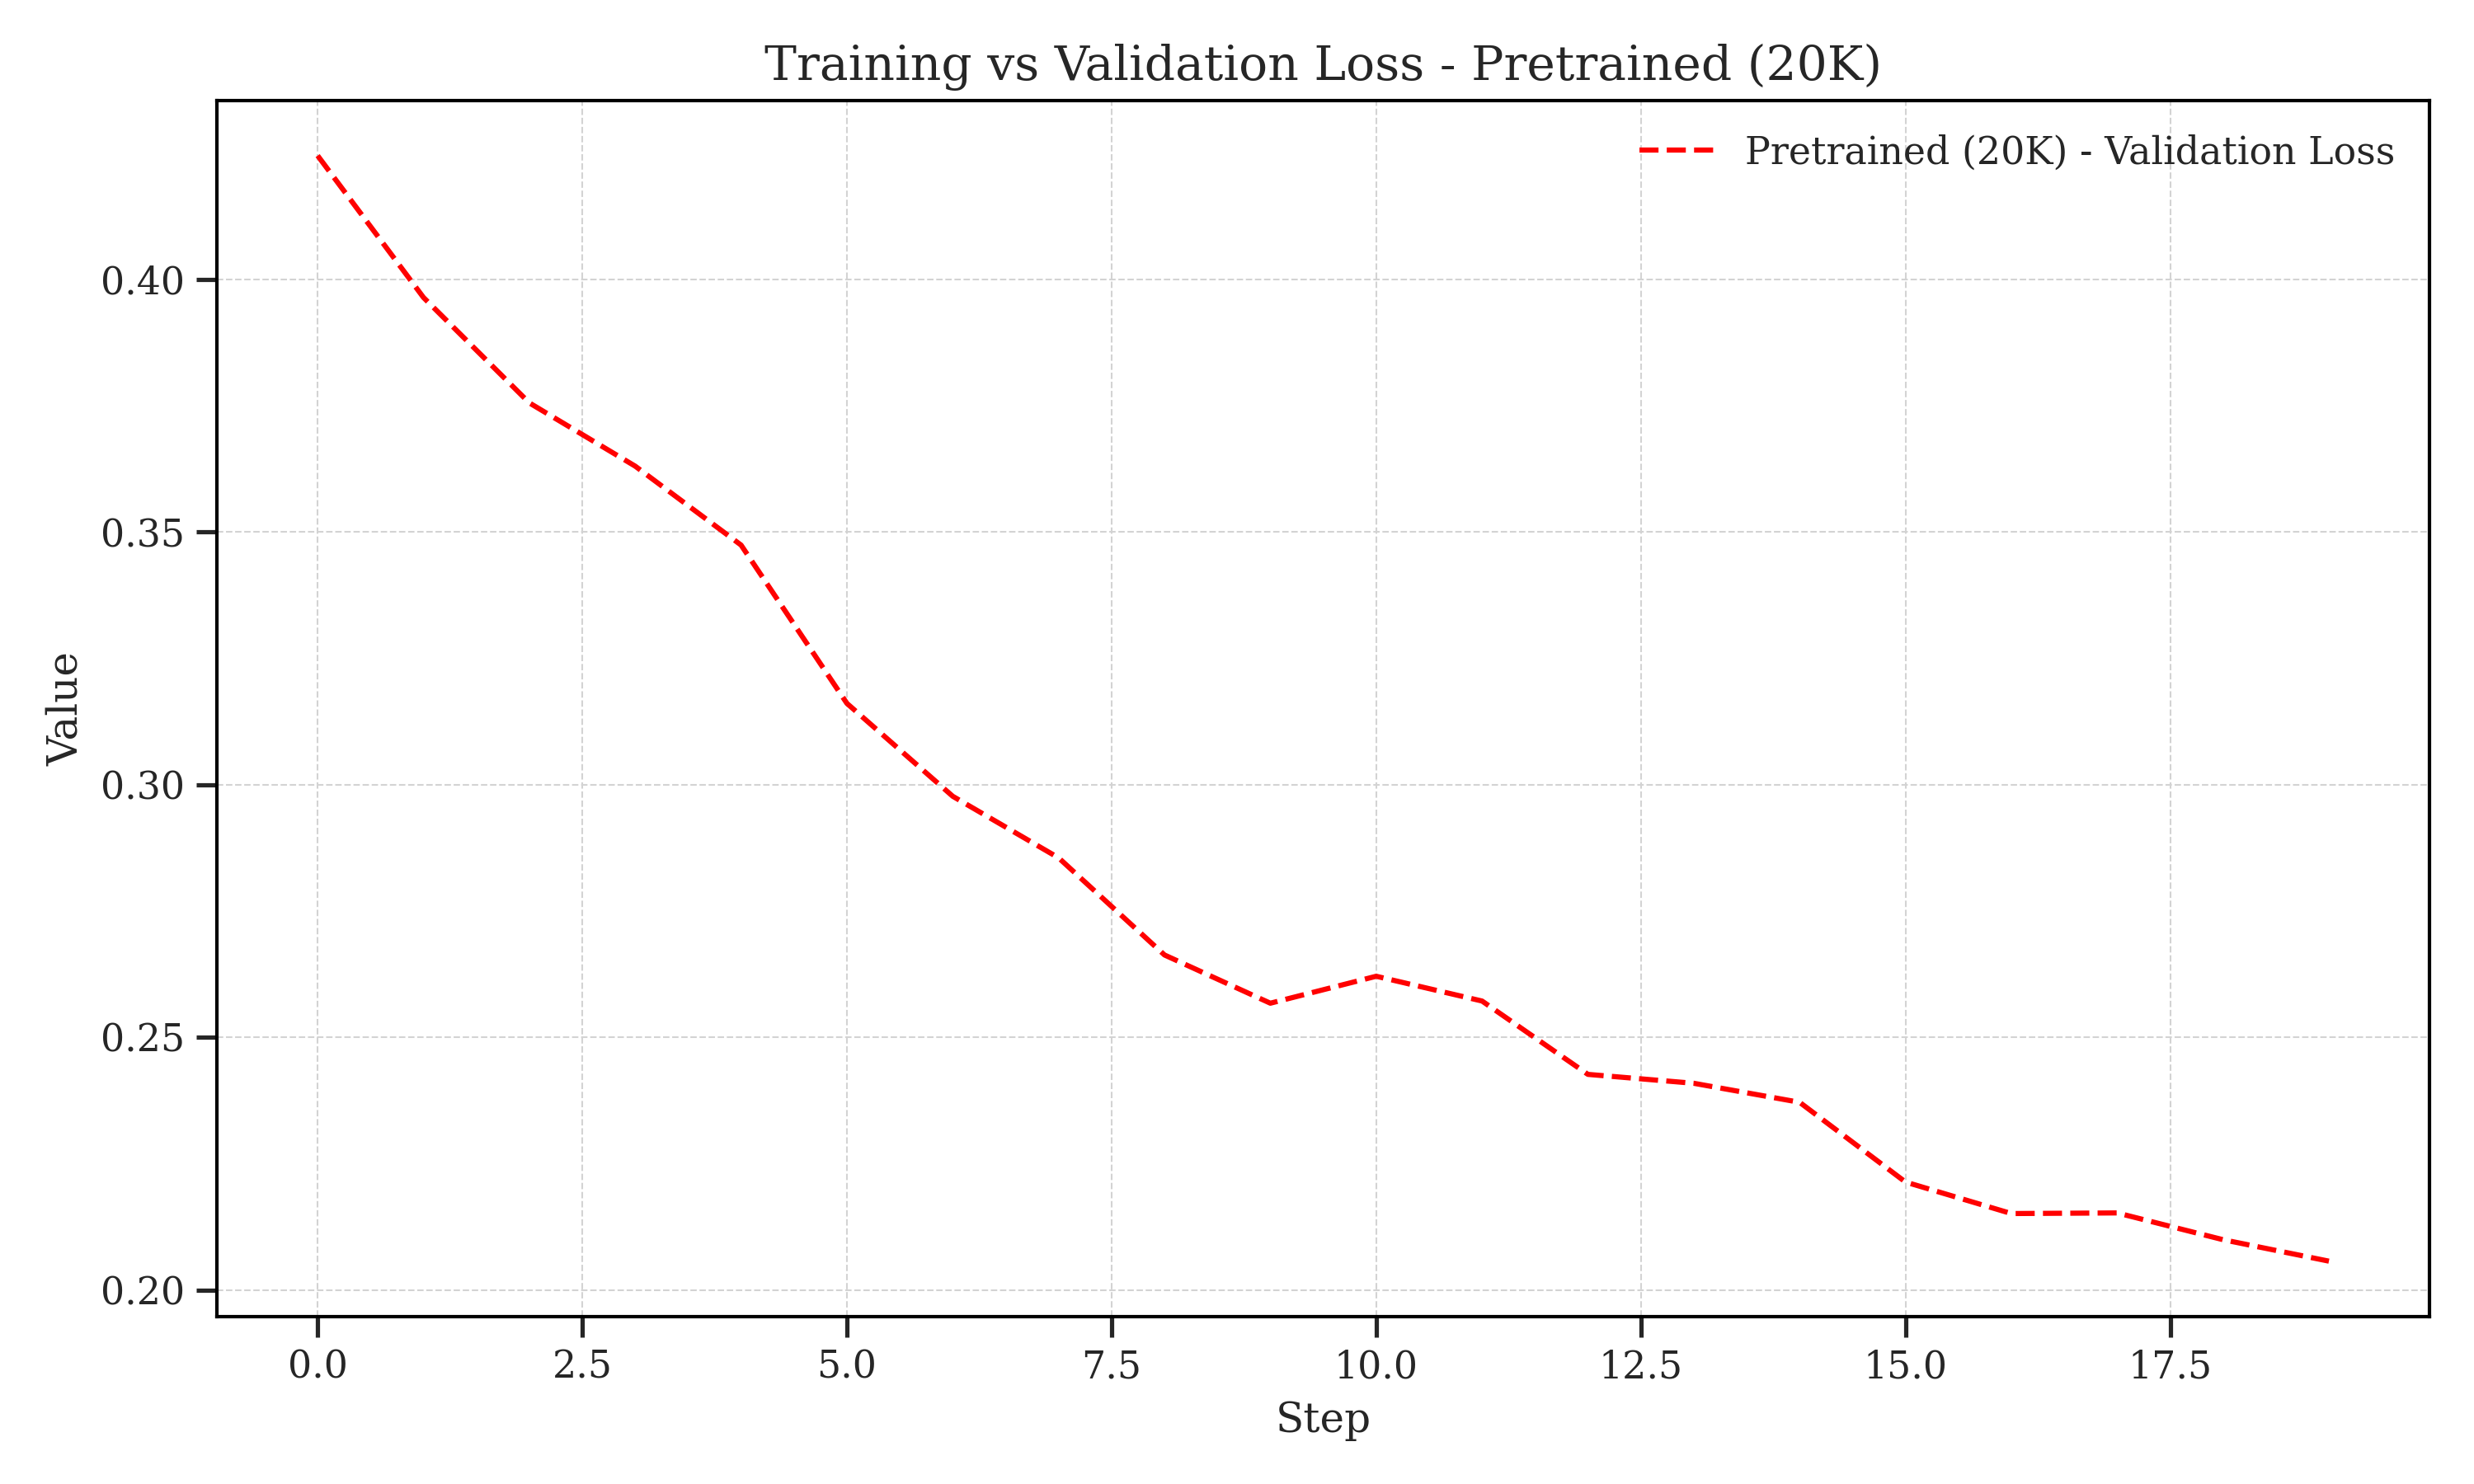 Training vs Validation Loss - Pretrained (20K)
Pretrained (20K) - Validation Loss
Value
0.40
0.35
0.30
0.25
0.20
0.0 2.5 5.0 7.5 10.0 12.5 15.0 17.5
Step